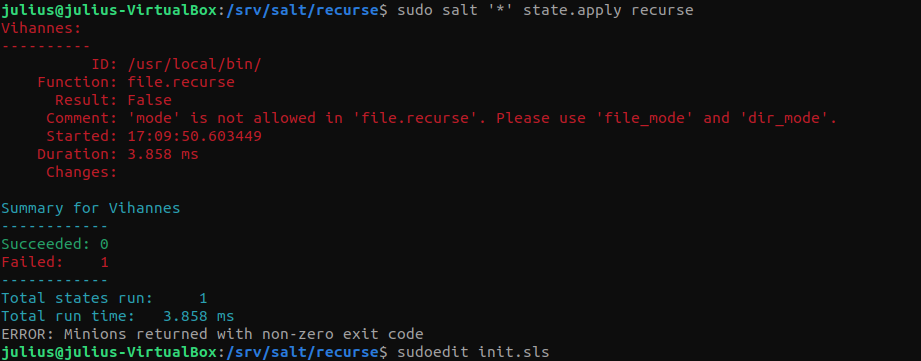 julius@julius-VirtualBox:/srv/salt/recurse$ sudo salt '*' state.apply recurse
Vihannes:
----------
          ID: /usr/local/bin/
    Function: file.recurse
      Result: False
     Comment: 'mode' is not allowed in 'file.recurse'. Please use 'file_mode' and 'dir_mode'.
     Started: 17:09:50.603449
    Duration: 3.858 ms
     Changes:

Summary for Vihannes
------------
Succeeded: 0
Failed:    1
------------
Total states run:     1
Total run time:   3.858 ms
ERROR: Minions returned with non-zero exit code
julius@julius-VirtualBox:/srv/salt/recurse$ sudoedit init.sls